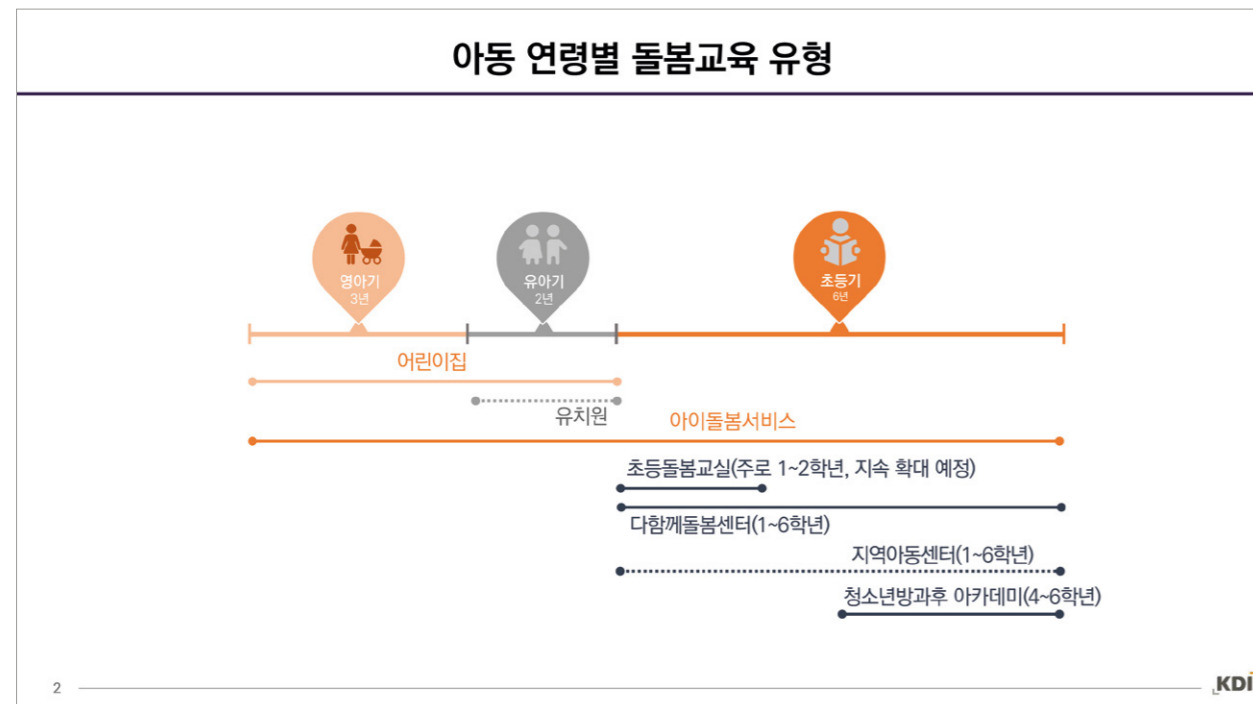 아동 연령별 돌봄교육 유형
영아기
3년
유아기
2년
초등기
6년
어린이집
유치원
아이돌봄서비스
초등돌봄교실(주로 1~2학년, 지속 확대 예정)
다함께돌봄센터(1~6학년)
지역아동센터(1~6학년)
청소년방과후 아카데미(4~6학년)
2
KDI